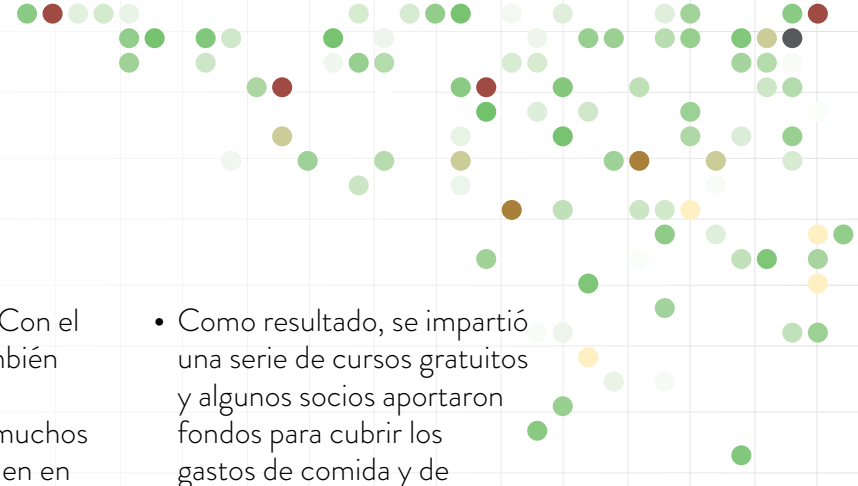 Con el
muchos
en en
• Como resultado, se impartió
una serie de cursos gratuitos
y algunos socios aportaron
fondos para cubrir los
gastos de comida y de